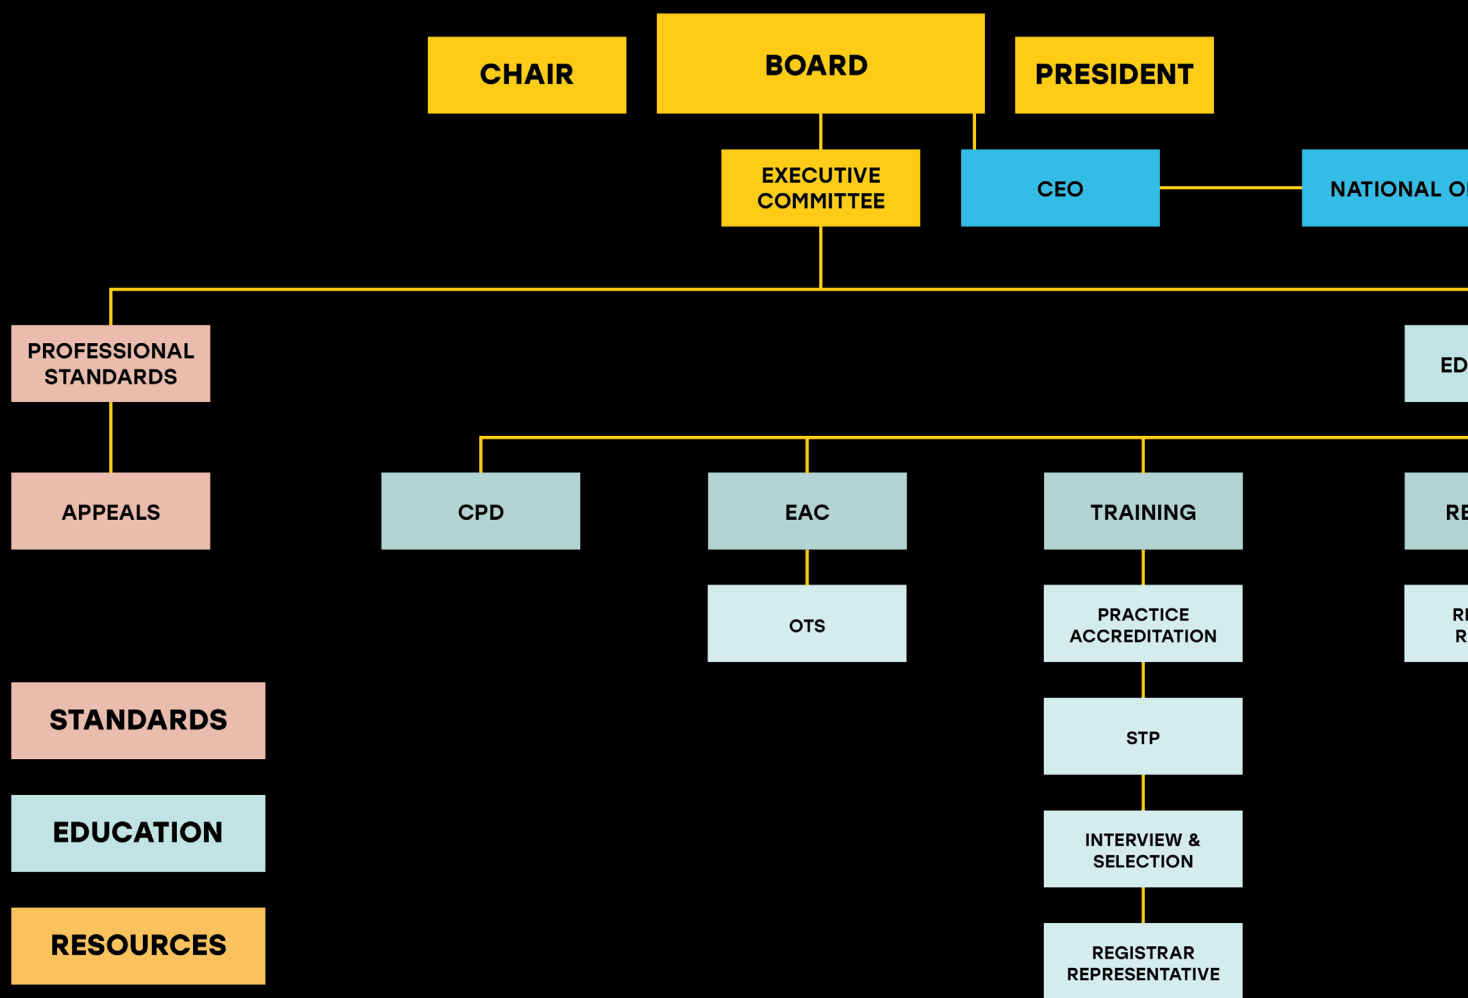 CHAIR
BOARD
PRESIDENT
EXECUTIVE
COMMITTEE
CEO
NATIONAL
PROFESSIONAL
STANDARDS
APPEALS
CPD
EAC
TRAINING
OTS
PRACTICE
ACCREDITATION
STP
STANDARDS
INTERVIEW &
SELECTION
EDUCATION
RESOURCES
REGISTRAR
REPRESENTATIVE